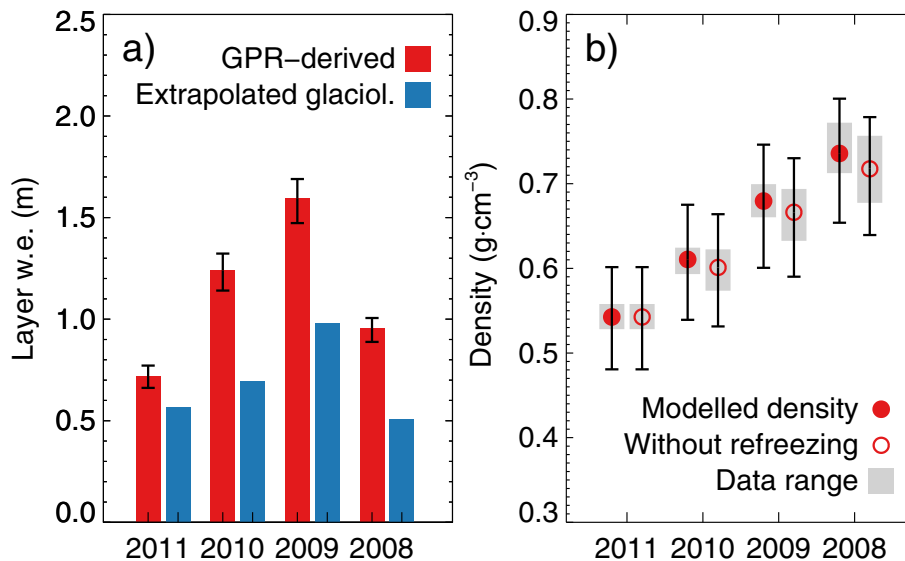 a)
GPR−derived
Extrapolated glaciol.
Layer w.e. (m)
2.5
2.0
1.5
1.0
0.5
0.0
2011 2010 2009 2008
b)
Density (g·cm−3)
0.9
0.8
0.7
0.6
0.5
0.4
0.3
Modelled density
Without refreezing
Data range
2011 2010 2009 2008